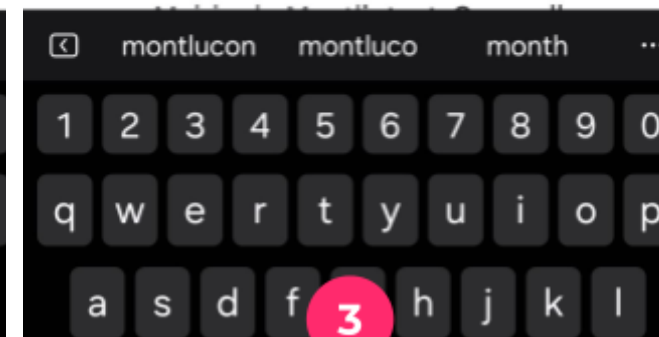 montlucon montluco month ...
1 2 3 4 5 6 7 8 9 0
q w e r t y u i o p
a s d f h j k l
3